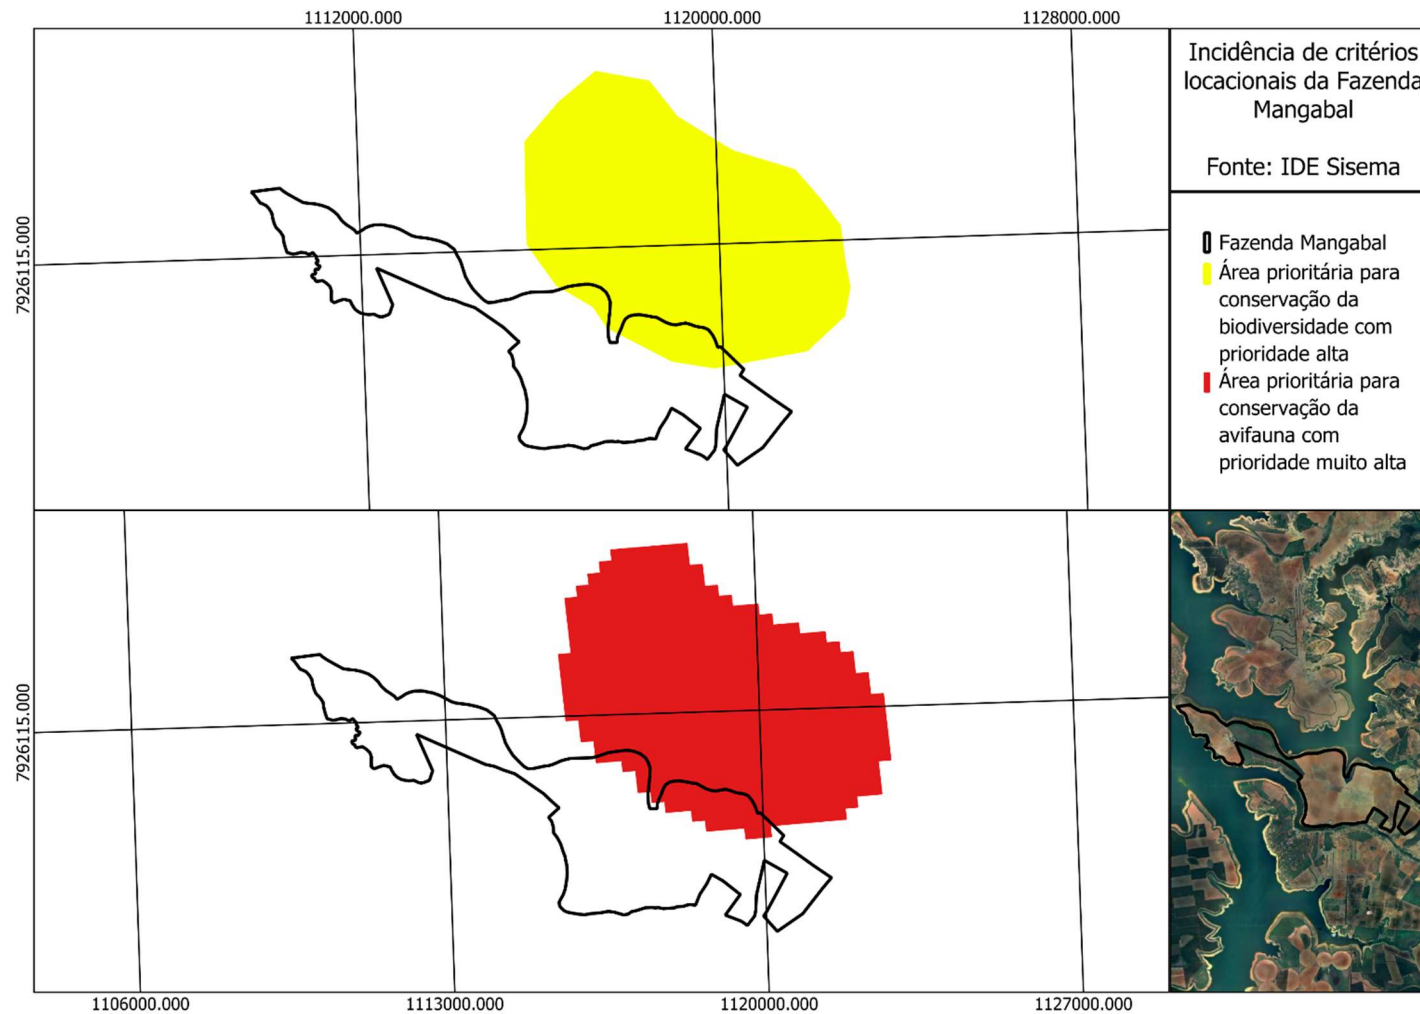 1112000.000
1120000.000
1128000.000
7926115.000
Incidência de critérios
locacionais da Fazenda
Mangabal
Fonte: IDE Sisema
Fazenda Mangabal
Área prioritária para
conservação da
biodiversidade com
prioridade alta
Área prioritária para
conservação da
avifauna com
prioridade muito alta
7926115.000
1106000.000
1113000.000
1120000.000
1127000.000